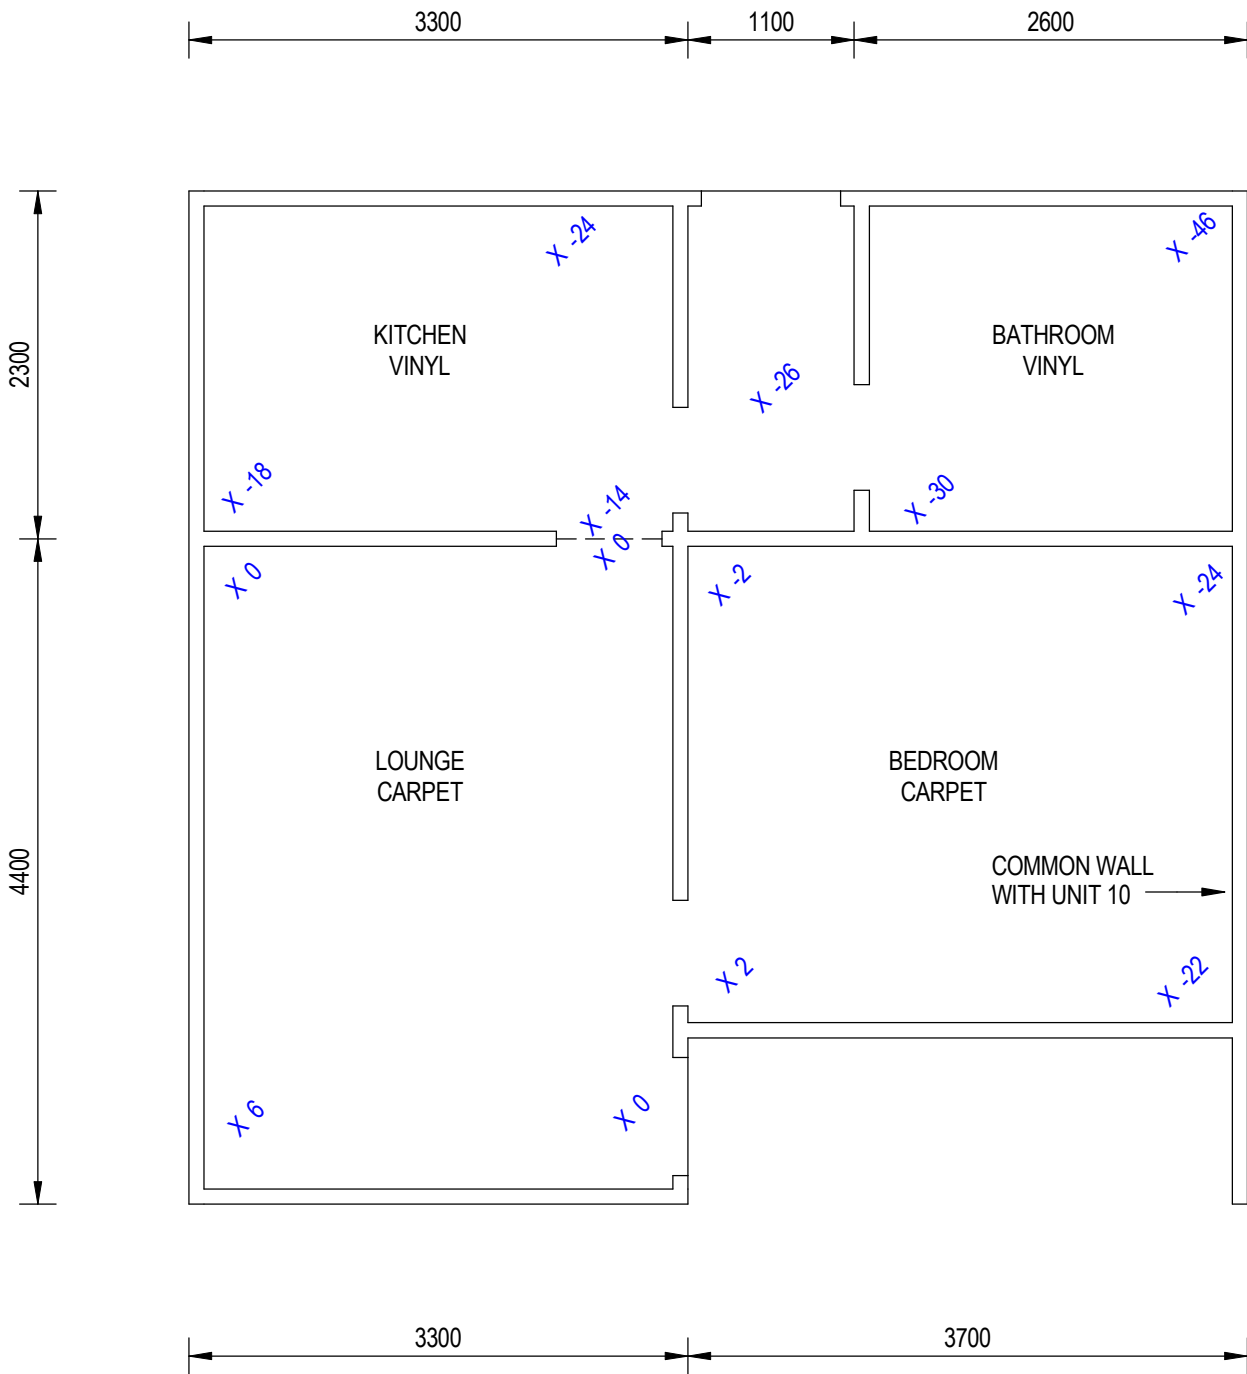 3300
1100
2600
X -24
X -46
2300
KITCHEN
VINYL
BATHROOM
VINYL
X -26
X -18
X -14
X -30
X 0
X 0
X -2
X -24
LOUNGE
CARPET
BEDROOM
CARPET
4400
COMMON WALL
WITH UNIT 10
X 2
X -22
X 6
X 0
3300
3700